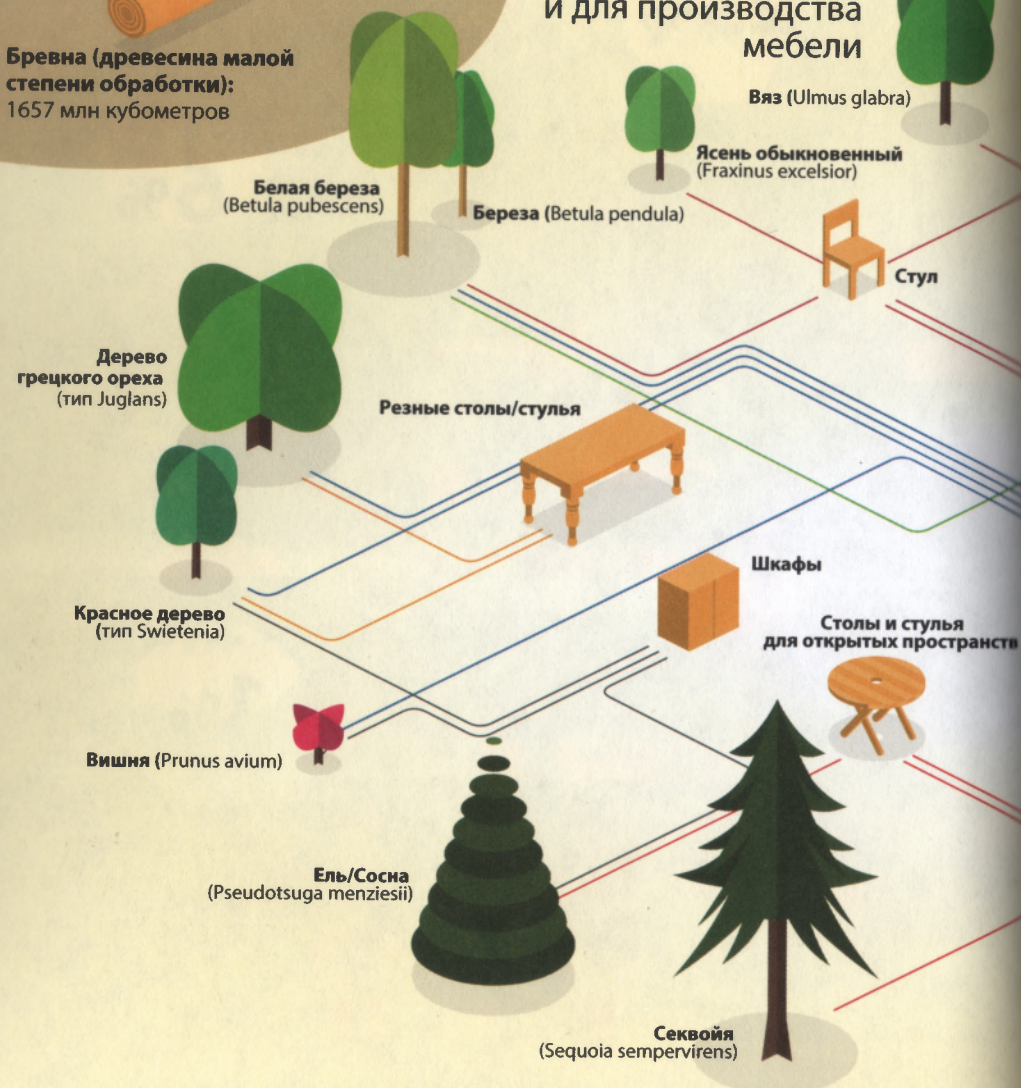 и для производства
мебели
Бревна (древесина малой
степени обработки):
1657 млн кубометров
Вяз (Ulmus glabra)
Ясень обыкновенный
(Fraxinus excelsior)
Белая береза
(Betula pubescens)
Береза (Betula pendula)
Стул
Дерево
грецкого ореха
(тип Juglans)
Резные столы/стулья
Шкафы
Красное дерево
(тип Swietenia)
Столы и стулья
для открытых пространств
Вишня (Prunus avium)
Ель/Сосна
(Pseudotsuga menziesii)
Секвойя
(Sequoia sempervirens)